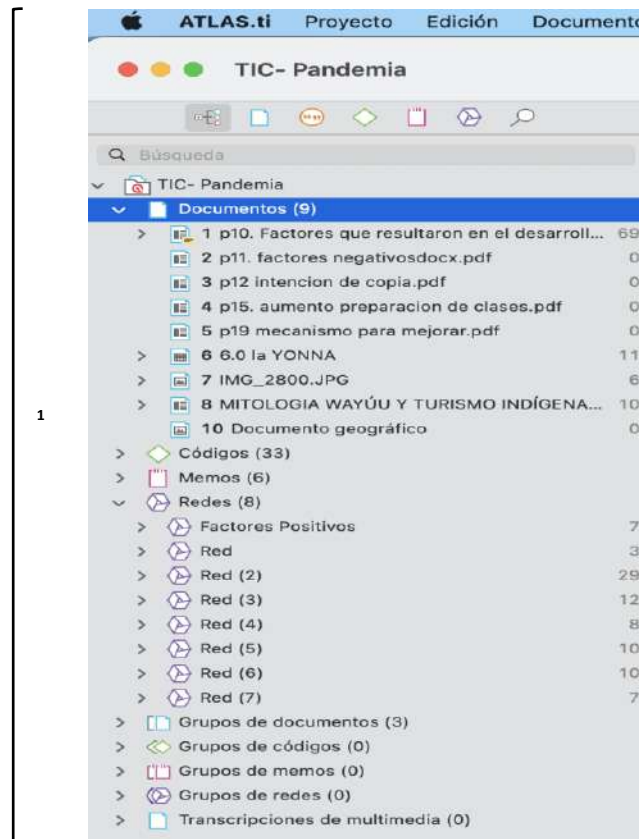 ATLAS.ti Proyecto Edición Documento
TIC- Pandemia
Búsqueda
TIC- Pandemia
Documentos (9)
1 p10. Factores que resultaron en el desarroll... 69
2 p11. factores negativosdocx.pdf 0
3 p12 intencion de copia.pdf 0
4 p15. aumento preparacion de clases.pdf 0
5 p19 mecanismo para mejorar.pdf 0
6 6.0 la YONNA 11
7 IMG_2800.JPG 6
8 MITOLOGIA WAYÚU Y TURISMO INDÍGENA... 10
1
10 Documento geográfico 0
Códigos (33)
Memos (6)
Redes (8)
Factores Positivos 7
Red 3
Red (2) 29
Red (3) 12
Red (4) 8
Red (5) 10
Red (6) 10
Red (7) 7
Grupos de documentos (3)
Grupos de códigos (0)
Grupos de memos (0)
Grupos de redes (0)
Transcripciones de multimedia (0)